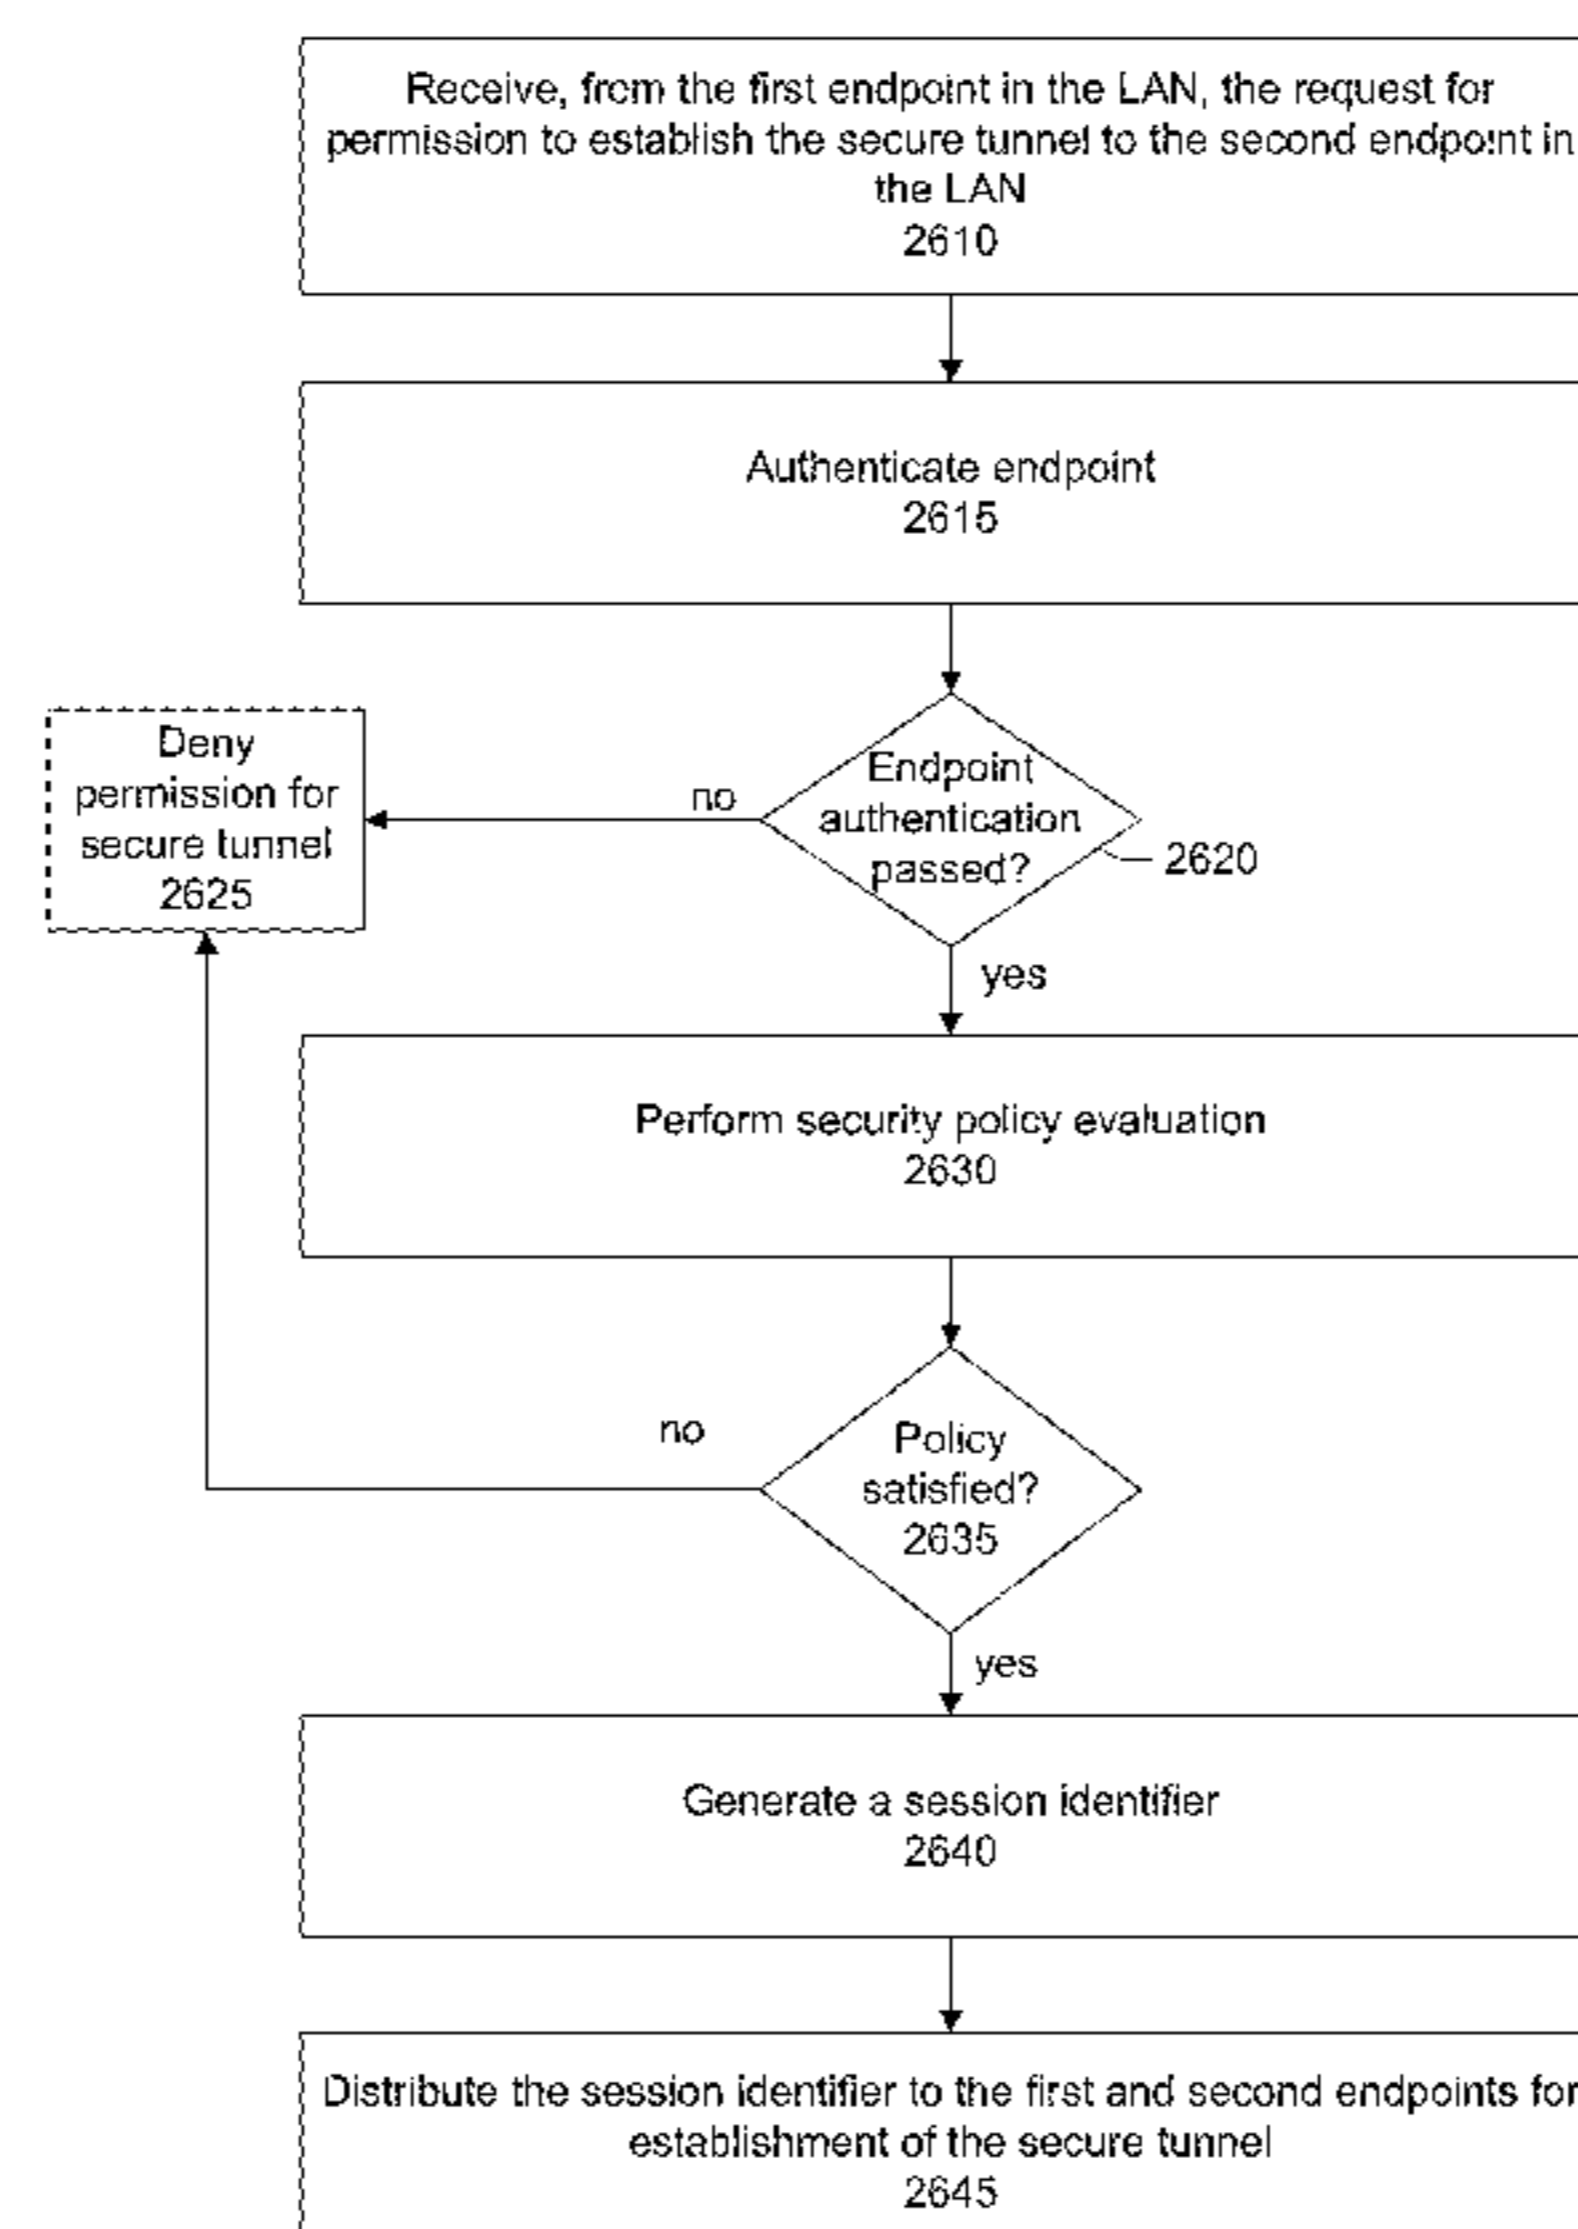 Receive, from the first endpoint in the LAN, the request for
permission to establish the secure tunnel to the second endpoint in
the LAN
2610
Authenticate endpoint
2615
Endpoint
authentication
passed?
2620
no
Deny
permission for
secure tunnel
2625
yes
Perform security policy evaluation
2630
Policy
satisfied?
2635
no
yes
Generate a session identifier
2640
Distribute the session identifier to the first and second endpoints for
establishment of the secure tunnel
2645